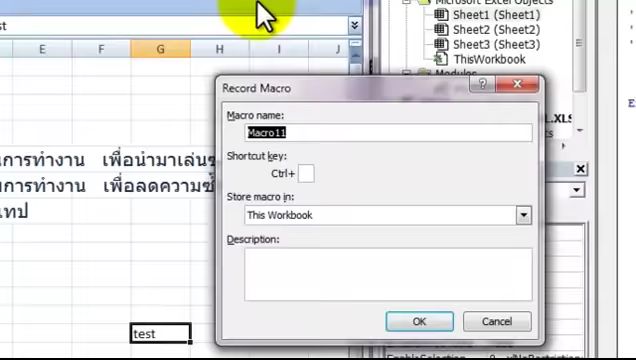 st
Microsoft Excel Objects
Sheet1 (Sheet1)
Sheet2 (Sheet2)
Sheet3 (Sheet3)
ThisWorkbook
Modules
E F G H I J
Record Macro
Macro name:
Macro11
Shortcut key:
Ctrl+
Store macro in:
This Workbook
Description:
OK Cancel
การทำงาน เพื่อนำมาเล่น
การทำงาน เพื่อลดความ
เทป
test
L.XLS
E